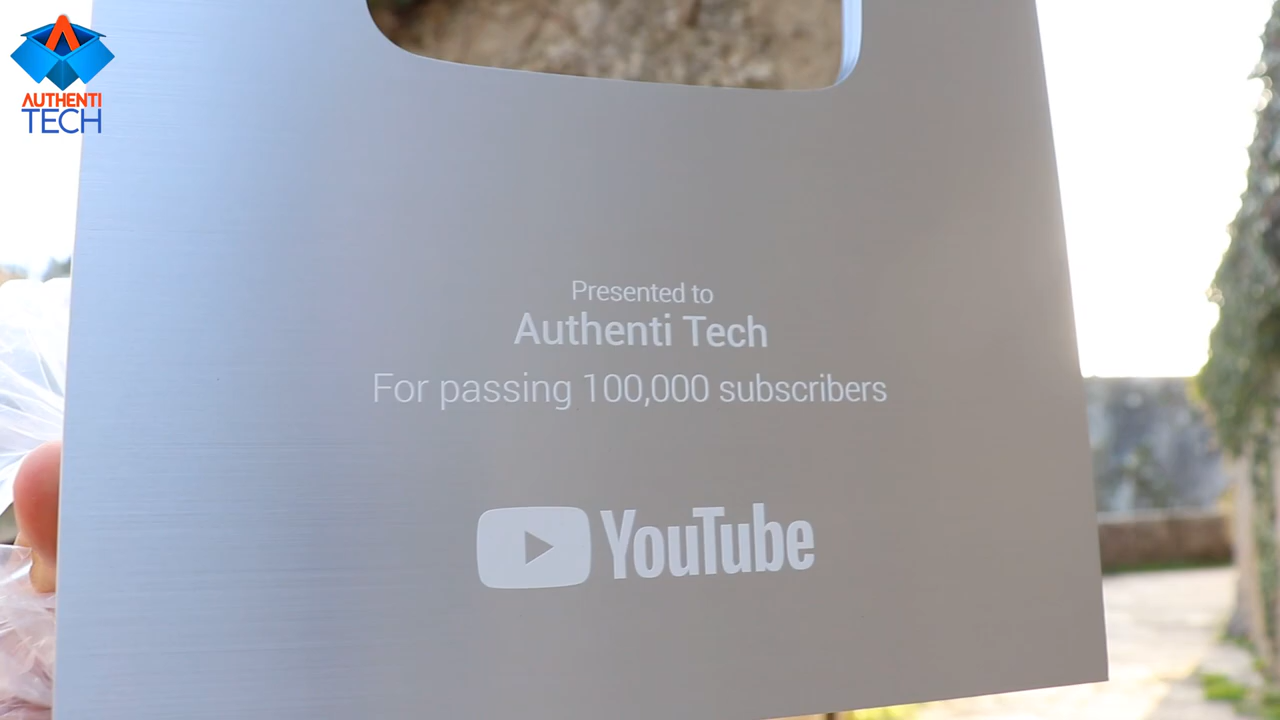 AUTHENTI
TECH
Presented to
Authenti Tech
For passing 100,000 subscribers
YouTube